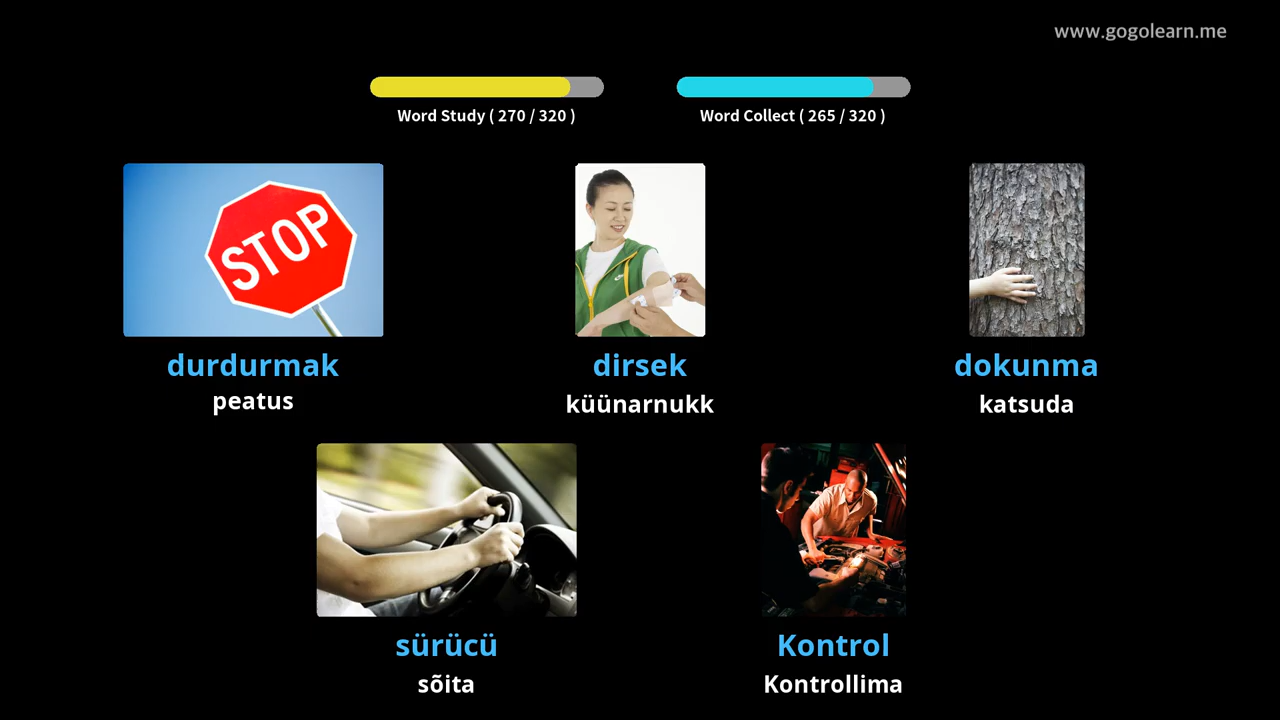 www.gogolearn.me
Word Study ( 270 / 320 )
Word Collect ( 265 / 320 )
STOP
durdurmak
peatus
dirsek
küünarnukk
dokunma
katsuda
sürücü
sõita
Kontrol
Kontrollima